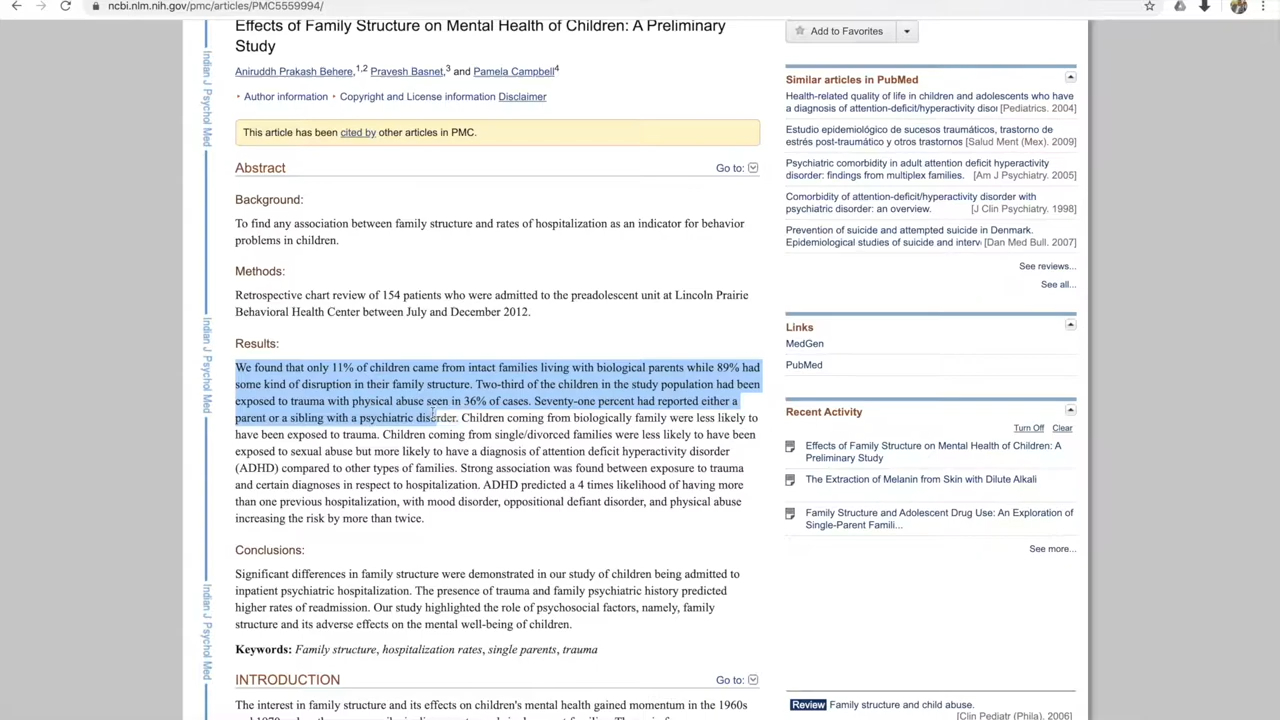 ncbi.nlm.nih.gov/pmc/articles/PMC5559994/
Effects of Family Structure on Mental Health of Children: A Preliminary
Study
Aniruddh Prakash Behere,1,2 Pravesh Basnet,3 and Pamela Campbell4
• Author information • Copyright and License information Disclaimer
This article has been cited by other articles in PMC.
Abstract
Go to:
Background:
To find any association between family structure and rates of hospitalization as an indicator for behavior
problems in children.
Methods:
Retrospective chart review of 154 patients who were admitted to the preadolescent unit at Lincoln Prairie
Behavioral Health Center between July and December 2012.
Results:
We found that only 11% of children came from intact families living with biological parents while 89% had
some kind of disruption in their family structure. Two-third of the children in the study population had been
exposed to trauma with physical abuse seen in 36% of cases. Seventy-one percent had reported either a
parent or a sibling with a psychiatric disorder. Children coming from biologically family were less likely to
have been exposed to trauma. Children coming from single/divorced families were less likely to have been
exposed to sexual abuse but more likely to have a diagnosis of attention deficit hyperactivity disorder
(ADHD) compared to other types of families. Strong association was found between exposure to trauma
and certain diagnoses in respect to hospitalization. ADHD predicted a 4 times likelihood of having more
than one previous hospitalization, with mood disorder, oppositional defiant disorder, and physical abuse
increasing the risk by more than twice.
Conclusions:
Significant differences in family structure were demonstrated in our study of children being admitted to
inpatient psychiatric hospitalization. The presence of trauma and family psychiatric history predicted
higher rates of readmission. Our study highlighted the role of psychosocial factors, namely, family
structure and its adverse effects on the mental well-being of children.
Keywords: Family structure, hospitalization rates, single parents, trauma
INTRODUCTION
Go to:
The interest in family structure and its effects on children's mental health gained momentum in the 1960s
Indian J Psychol Med
Indian J Psychol Med
Indian J Psychol Med
Add to Favorites
Similar articles in PubMed
Health-related quality of life in children and adolescents who have
a diagnosis of attention-deficit/hyperactivity diso [Pediatrics. 2004]
Estudio epidemiológico de sucesos traumáticos, trastorno de
estrés post-traumático y otros trastornos [Salud Ment (Mex). 2009]
Psychiatric comorbidity in adult attention deficit hyperactivity
disorder: findings from multiplex families. [Am J Psychiatry. 2005]
Comorbidity of attention-deficit/hyperactivity disorder with
psychiatric disorder: an overview. [J Clin Psychiatry. 1998]
Prevention of suicide and attempted suicide in Denmark.
Epidemiological studies of suicide and interv [Dan Med Bull. 2007]
See reviews...
See all...
Links
MedGen
PubMed
Recent Activity
Turn Off Clear
Effects of Family Structure on Mental Health of Children: A
Preliminary Study
The Extraction of Melanin from Skin with Dilute Alkali
Family Structure and Adolescent Drug Use: An Exploration of
Single-Parent Famili...
See more...
Review Family structure and child abuse.
[Clin Pediatr (Phila). 2006]